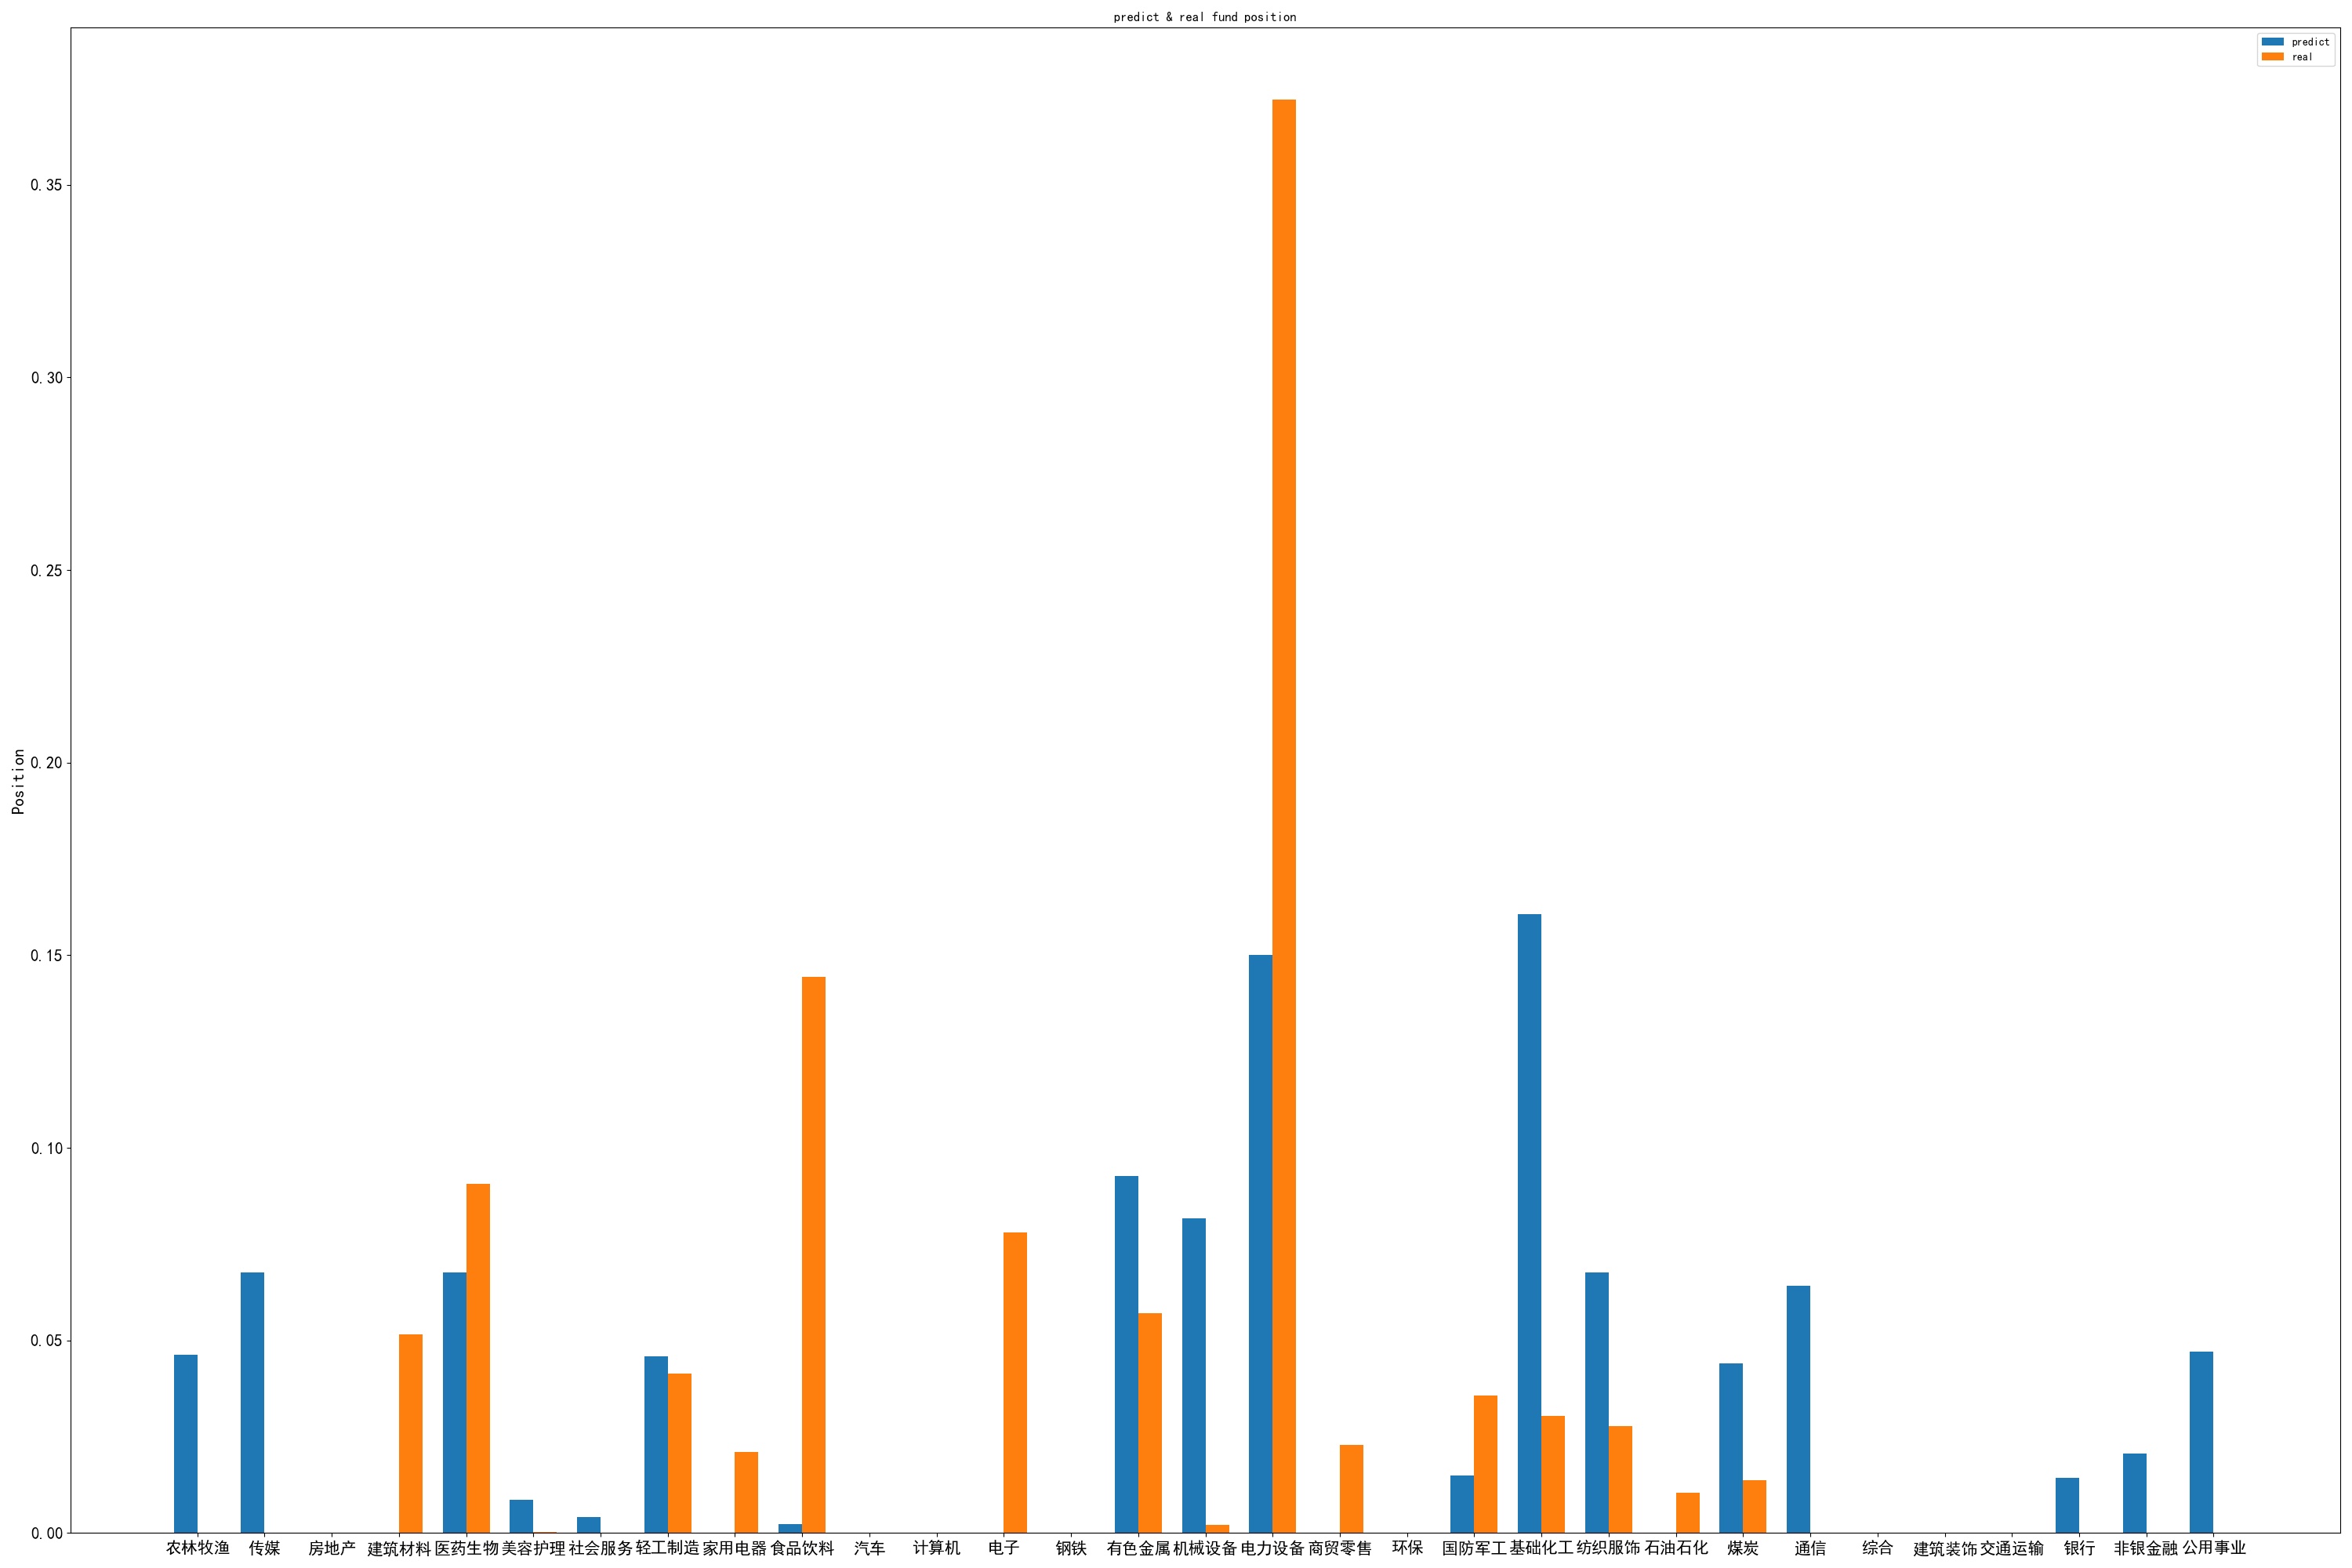 predict & real fund position
predict
real
Position
0.35
0.30
0.25
0.20
0.15
0.10
0.05
0.00
农林牧渔 传媒 房地产 建筑材料 医药生物 美容护理 社会服务 轻工制造 家用电器 食品饮料 汽车 计算机 电子 钢铁 有色金属 机械设备 电力设备 商贸零售 环保 国防军工 基础化工 纺织服饰 石油石化 煤炭 通信 综合 建筑装饰 交通运输 银行 非银金融 公用事业